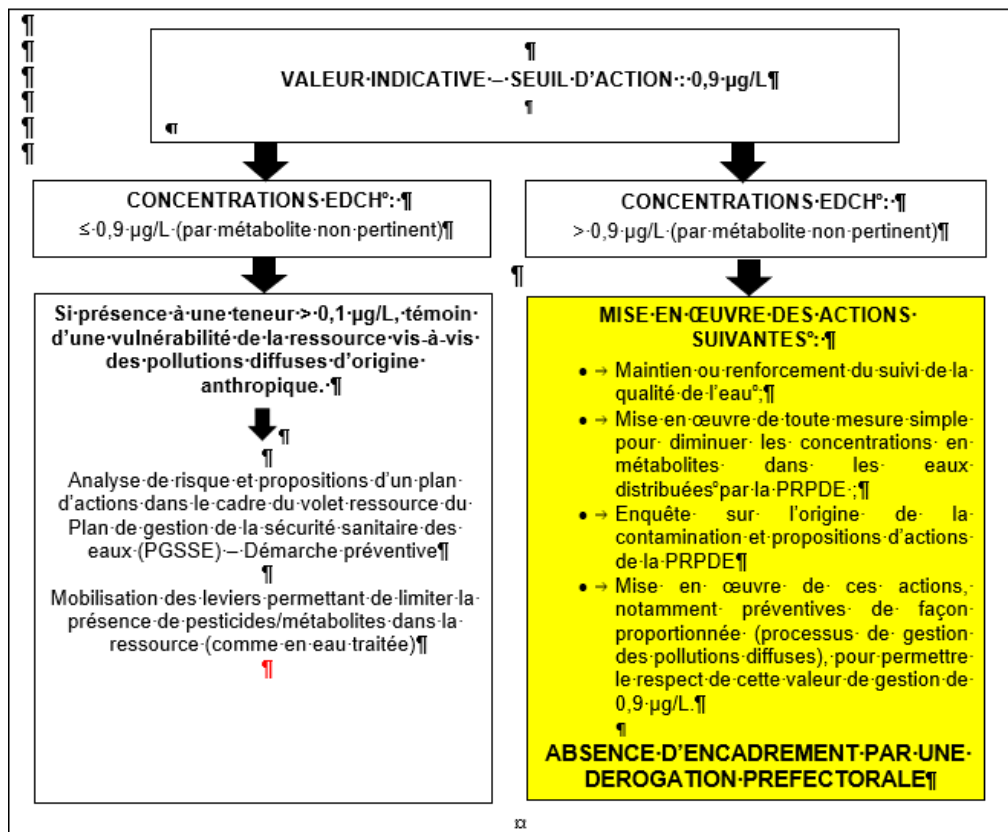 VALEUR INDICATIVE – SEUIL D'ACTION : 0,9 µg/L
CONCENTRATIONS EDCH° :
≤ 0,9 µg/L (par métabolite non pertinent)
Si présence à une teneur > 0,1 µg/L, témoin
d'une vulnérabilité de la ressource vis-à-vis
des pollutions diffuses d'origine
anthropique.
Analyse de risque et propositions d'un plan
d'actions dans le cadre du volet ressource du
Plan de gestion de la sécurité sanitaire des
eaux (PGSSE) – Démarche préventive
Mobilisation des leviers permettant de limiter la
présence de pesticides/métabolites dans la
ressource (comme en eau traitée)
CONCENTRATIONS EDCH° :
> 0,9 µg/L (par métabolite non pertinent)
MISE EN ŒUVRE DES ACTIONS
SUIVANTES° :
• Maintien ou renforcement du suivi de la
qualité de l'eau° ;
• Mise en œuvre de toute mesure simple
pour diminuer les concentrations en
métabolites dans les eaux
distribuées° par la PRPDE ;
• Enquête sur l'origine de la
contamination et propositions d'actions
de la PRPDE
• Mise en œuvre de ces actions,
notamment préventives de façon
proportionnée (processus de gestion
des pollutions diffuses), pour permettre
le respect de cette valeur de gestion de
0,9 µg/L.
ABSENCE D'ENCADREMENT PAR UNE
DEROGATION PREFECTORALE